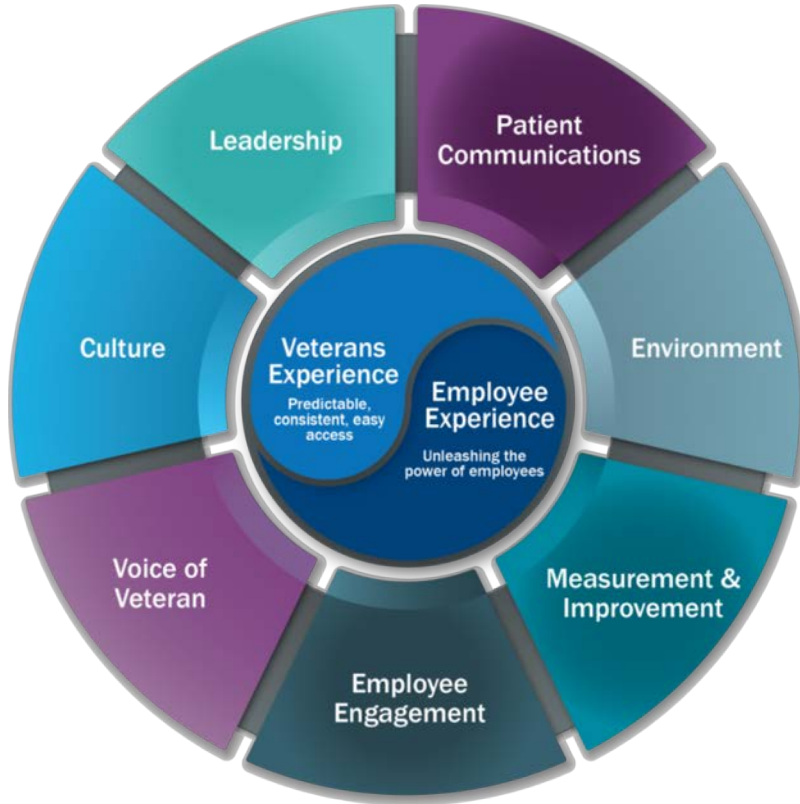 Leadership
Patient
Communications
Culture
Veterans
Experience
Predictable,
consistent, easy
access
Employee
Experience
Unleashing the
power of employees
Environment
Voice of
Veteran
Measurement &
Improvement
Employee
Engagement